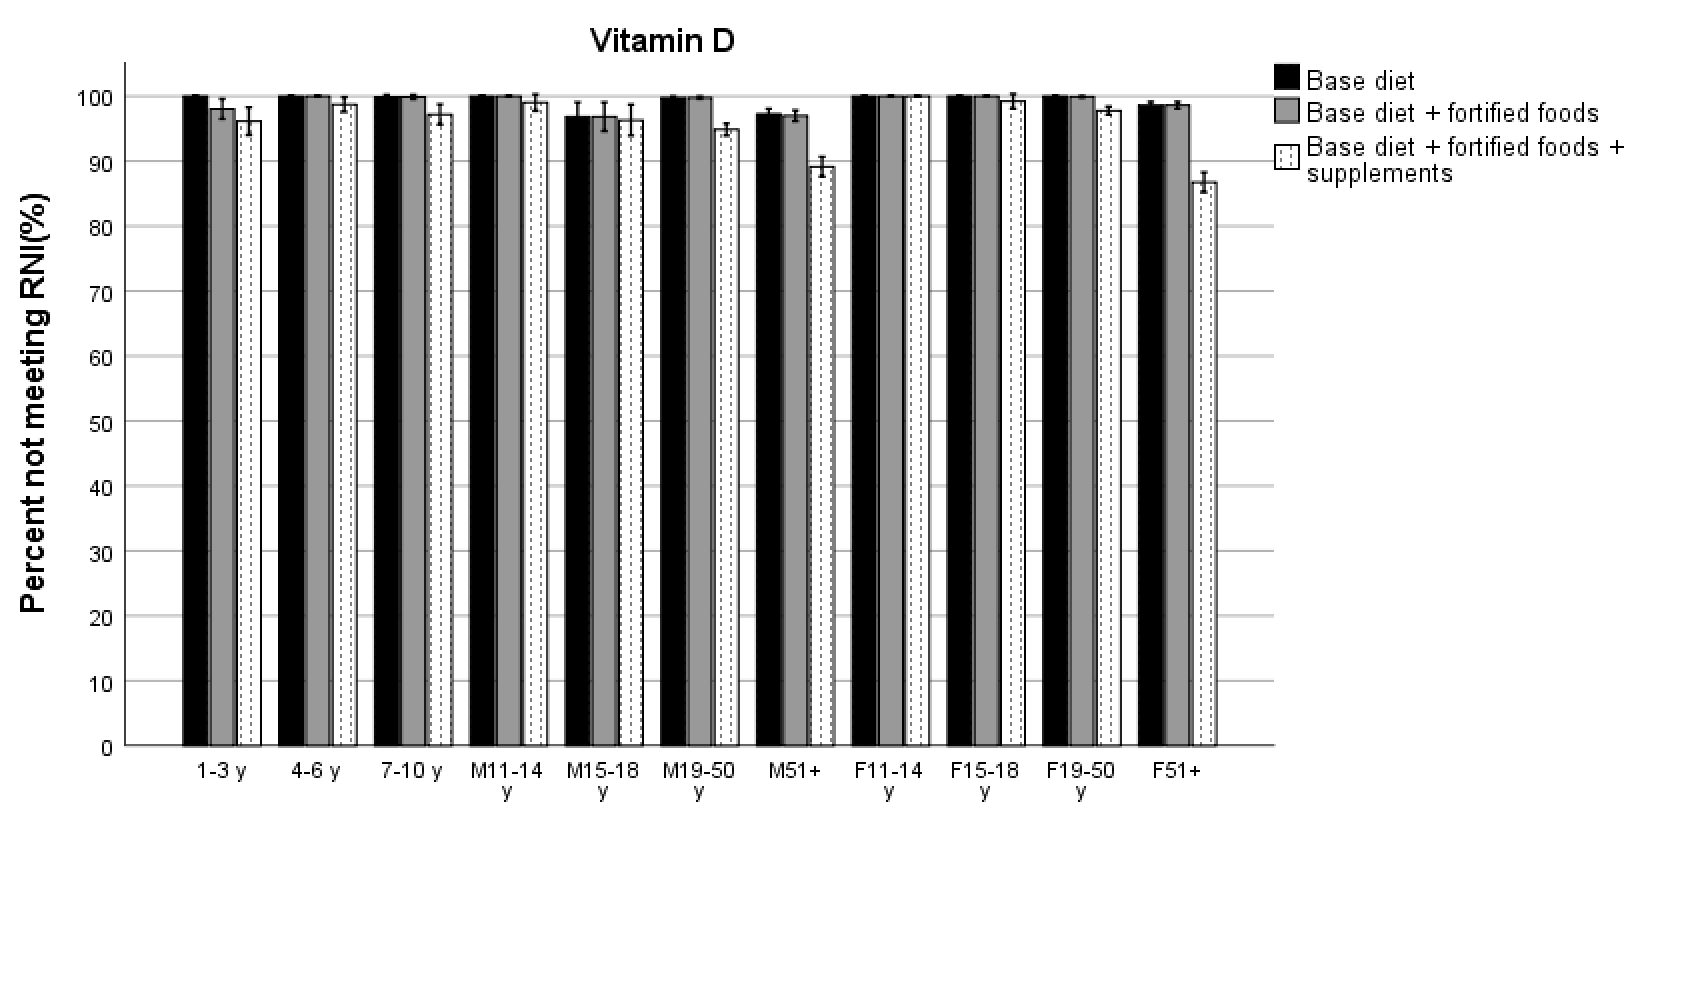 Vitamin D
Base diet
Base diet + fortified foods
Base diet + fortified foods +
supplements
Percent not meeting RNI(%)
100
90
80
70
60
50
40
30
20
10
0
1-3 y
4-6 y
7-10 y
M11-14
y
M15-18
y
M19-50
y
M51+
F11-14
y
F15-18
y
F19-50
y
F51+